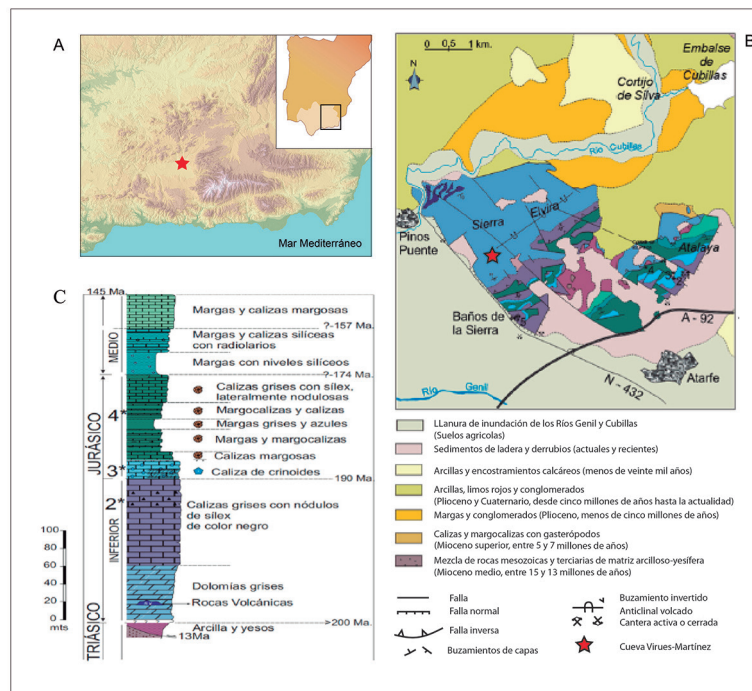 A
Mar Mediterráneo
B
0 0,5 1 km.
N
Embalse
de
Cubillas
Cortijo
de Silva
Río Cubillas
Sierra
Elvira
Pinos
Puente
Atalaya
Baños de
la Sierra
A - 92
N - 432
Atarfe
Río Genil
C
145 Ma.
Margas y calizas margosas
?-157 Ma.
Margas y calizas silíceas
con radiolarios
Margas con niveles silíceos
?-174 Ma.
Calizas grises con sílex,
lateralmente nodulosas
Margocalizas y calizas
Margas grises y azules
Margas y margocalizas
Calizas margosas
Caliza de crinoides
190 Ma.
Calizas grises con nódulos
de sílex
de color negro
Dolomías grises
Rocas Volcánicas
>200 Ma.
Arcilla y yesos
13Ma
MEDIO
JURÁSICO
INFERIOR
TRIÁSICO
4*
3*
2*
100
80
60
40
20
0
mts
LLanura de inundación de los Ríos Genil y Cubillas
(Suelos agricolas)
Sedimentos de ladera y derrubios (actuales y recientes)
Arcillas y encostramientos calcáreos (menos de veinte mil años)
Arcillas, limos rojos y conglomerados
(Plioceno y Cuaternario, desde cinco millones de años hasta la actualidad)
Margas y conglomerados (Plioceno, menos de cinco millones de años)
Calizas y margocalizas con gasterópodos
(Mioceno superior, entre 5 y 7 millones de años)
Mezcla de rocas mesozoicas y terciarias de matriz arcilloso-yesífera
(Mioceno medio, entre 15 y 13 millones de años)
Falla
Falla normal
Falla inversa
Buzamientos de capas
Buzamiento invertido
Anticlinal volcado
Cantera activa o cerrada
Cueva Virues-Martínez